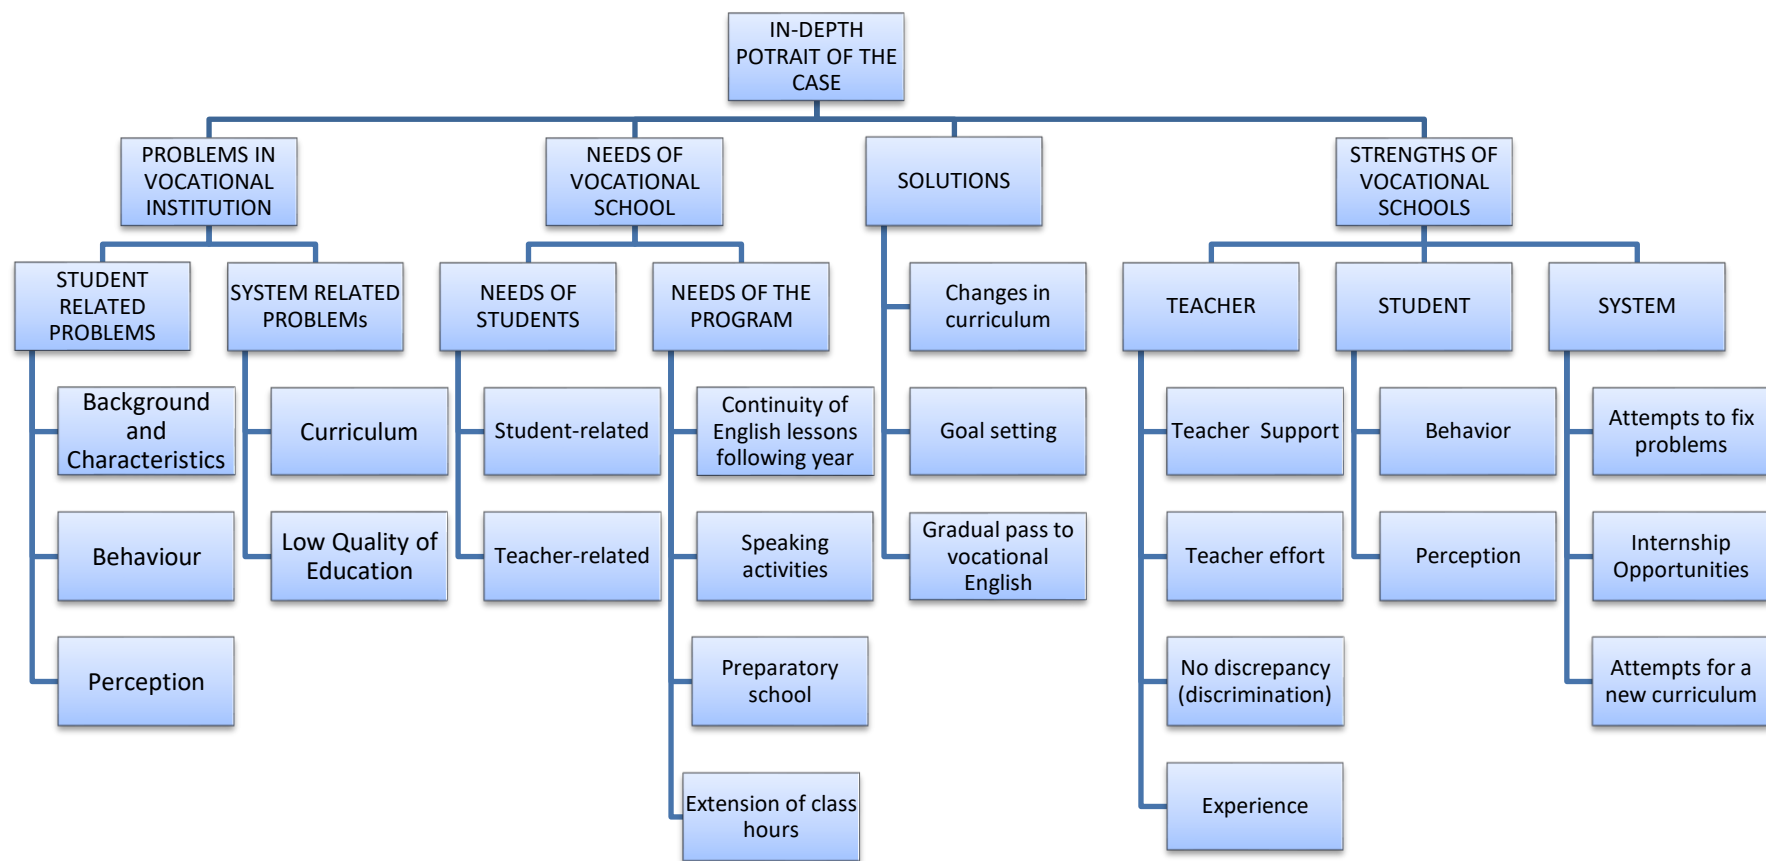 IN-DEPTH
POTRAIT OF THE
CASE
PROBLEMS IN
VOCATIONAL
INSTITUTION
NEEDS OF
VOCATIONAL
SCHOOL
SOLUTIONS
STRENGTHS OF
VOCATIONAL
SCHOOLS
STUDENT
RELATED
PROBLEMS
SYSTEM RELATED
PROBLEMs
NEEDS OF
STUDENTS
NEEDS OF THE
PROGRAM
Changes in
curriculum
TEACHER
STUDENT
SYSTEM
Background
and
Characteristics
Curriculum
Student-related
Continuity of
English lessons
following year
Goal setting
Teacher Support
Behavior
Attempts to fix
problems
Behaviour
Low Quality of
Education
Teacher-related
Speaking
activities
Gradual pass to
vocational
English
Teacher effort
Perception
Internship
Opportunities
Perception
Preparatory
school
No discrepancy
(discrimination)
Attempts for a
new curriculum
Extension of class
hours
Experience